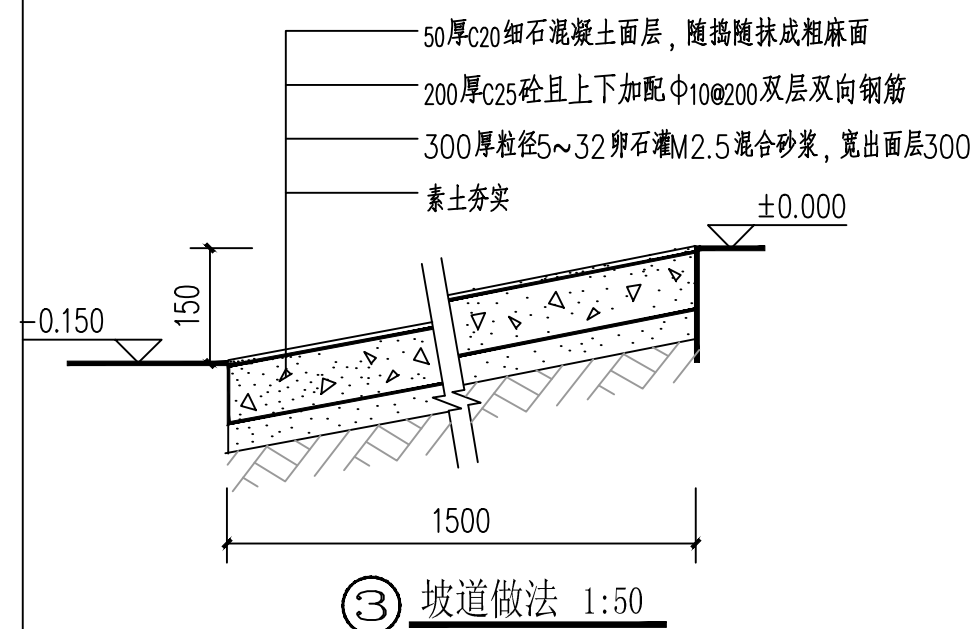 50厚C20细石混凝土面层，随捣随抹成粗麻面
200厚C25砼且上下加配Φ10@200双层双向钢筋
300厚粒径5~32卵石灌M2.5混合砂浆，宽出面层300
素土夯实
±0.000
150
-0.150
1500
3 坡道做法 1:50